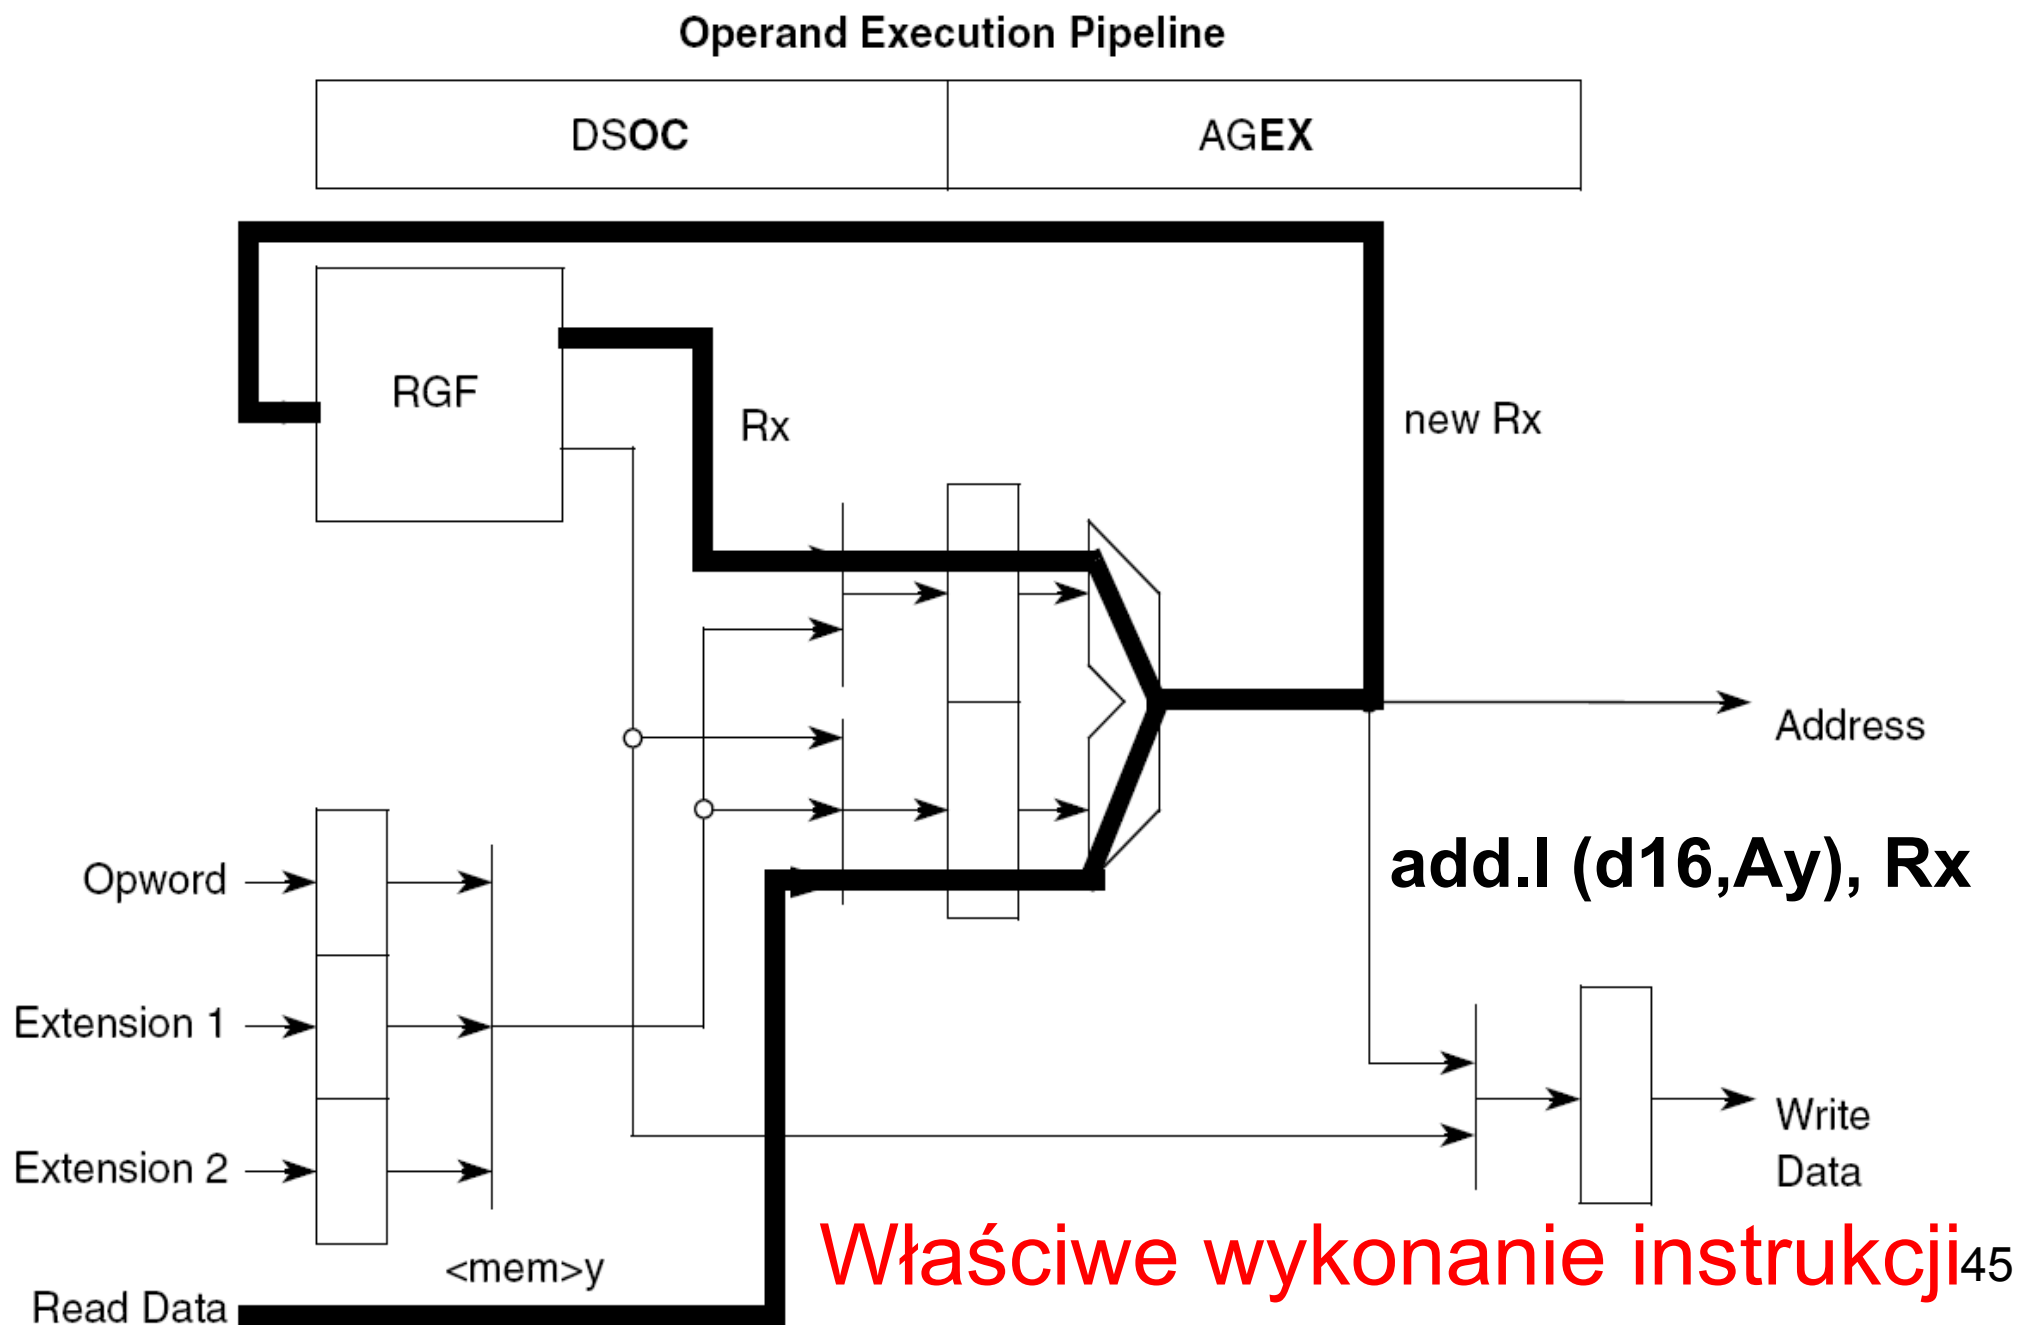 Operand Execution Pipeline
DSOC
AGEX
RGF
Rx
new Rx
Address
add.l (d16,Ay), Rx
Opword
Extension 1
Extension 2
Write
Data
<mem>y
Read Data
Właściwe wykonanie instrukcji
45